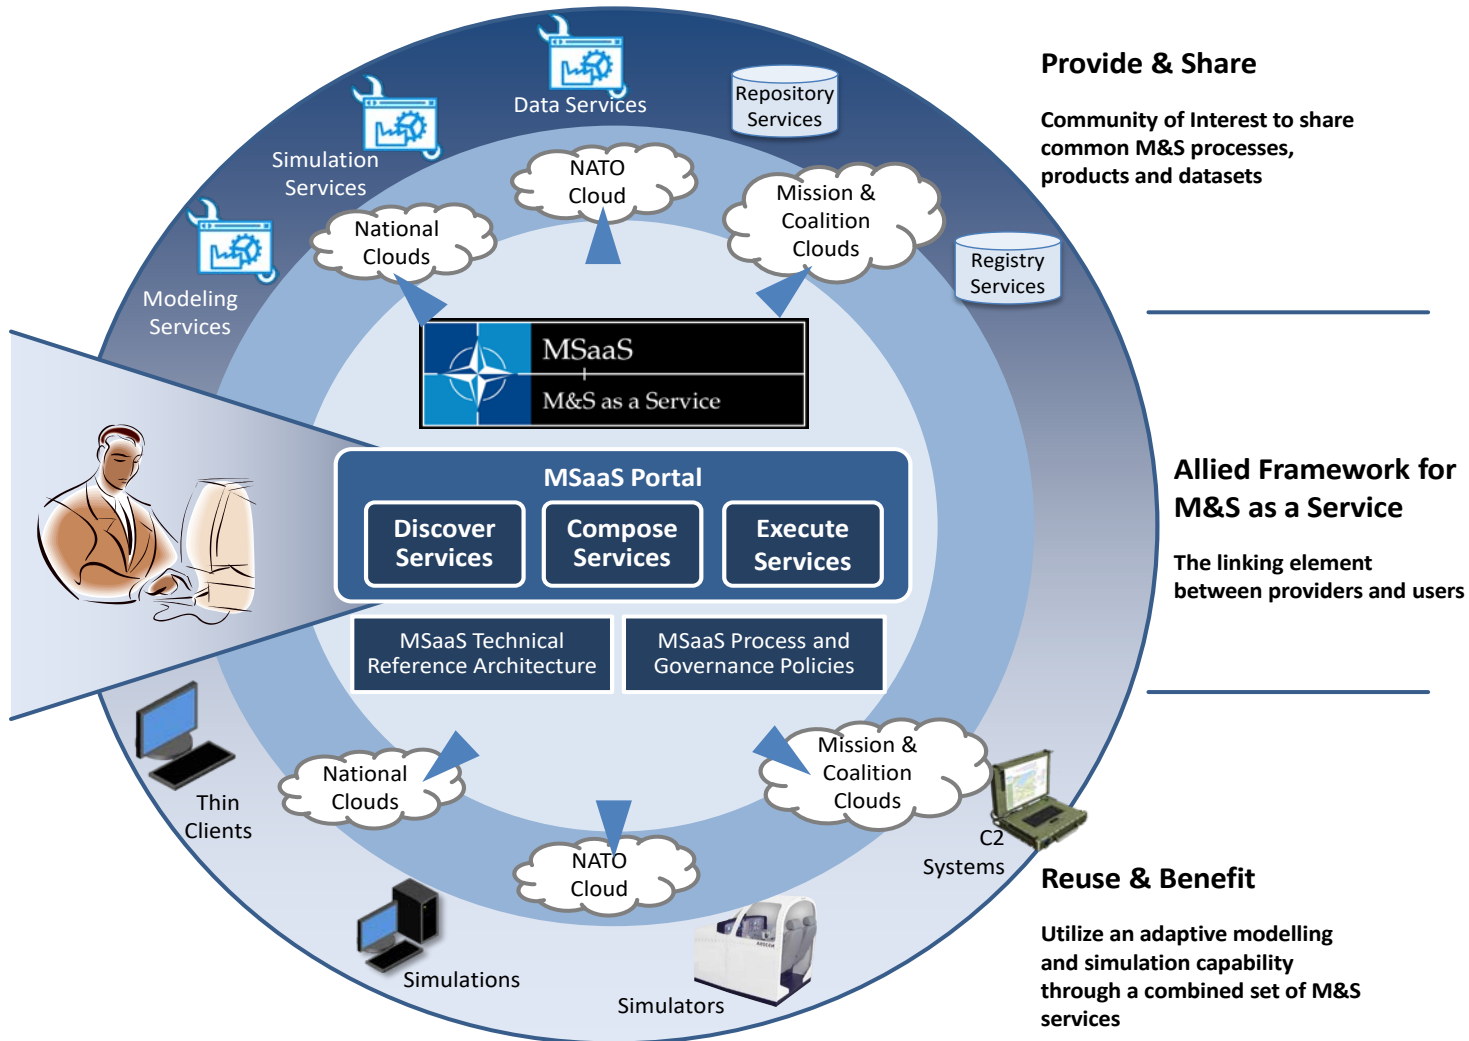 Data Services
Repository
Services
Simulation
Services
NATO
Cloud
Mission &
Coalition
Clouds
National
Clouds
Registry
Services
Modeling
Services
Provide & Share
Community of Interest to share
common M&S processes,
products and datasets
MSaaS
M&S as a Service
MSaaS Portal
Discover
Services
Compose
Services
Execute
Services
MSaaS Technical
Reference Architecture
MSaaS Process and
Governance Policies
Allied Framework for
M&S as a Service
The linking element
between providers and users
National
Clouds
NATO
Cloud
Mission &
Coalition
Clouds
Thin
Clients
Simulations
Simulators
C2
Systems
Reuse & Benefit
Utilize an adaptive modelling
and simulation capability
through a combined set of M&S
services